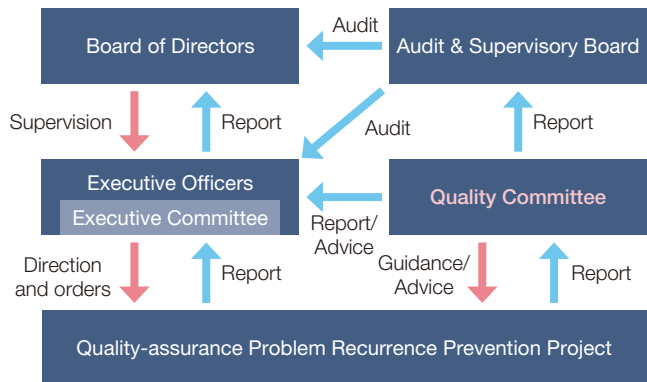 Board of Directors
Audit
Audit & Supervisory Board
Supervision
Report
Audit
Report
Executive Officers
Executive Committee
Report/
Advice
Quality Committee
Direction
and orders
Report
Guidance/
Advice
Report
Quality-assurance Problem Recurrence Prevention Project